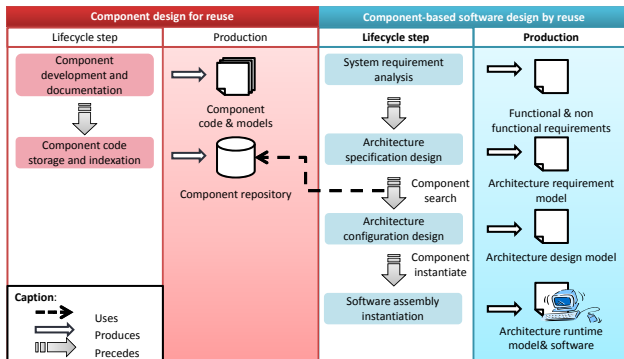 Component design for reuse
Component-based software design by reuse
Lifecycle step
Production
Lifecycle step
Production
Component
development and
documentation
Component
code & models
Component code
storage and indexation
Component repository
System requirement
analysis
Functional & non
functional requirements
Architecture
specification design
Architecture requirement
model
Component
search
Architecture
configuration design
Architecture design model
Component
instantiate
Software assembly
instantiation
Architecture runtime
model& software
Caption:
Uses
Produces
Precedes